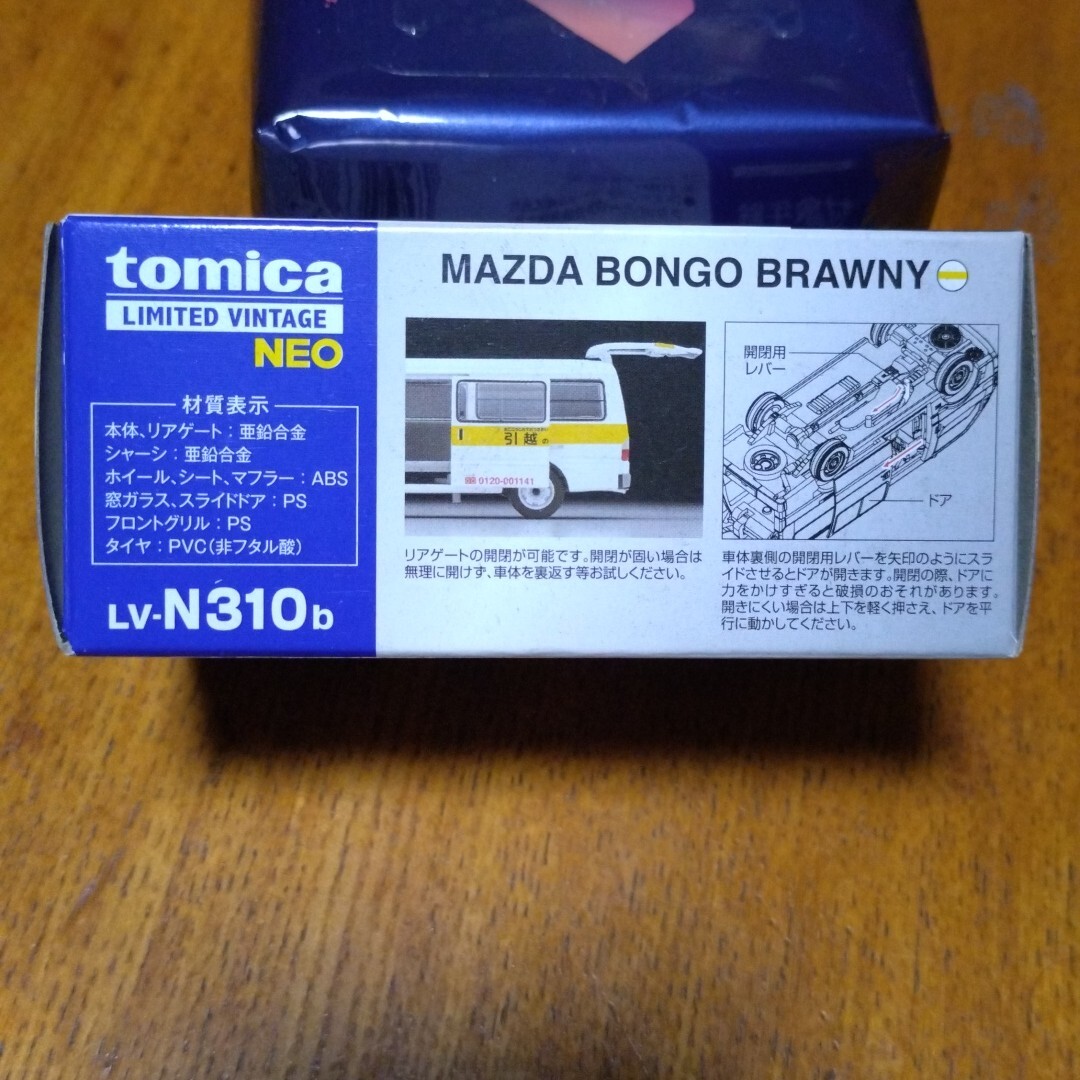 tomica
LIMITED VINTAGE
NEO
材質表示
本体、リアゲート：亜鉛合金
シャーシ：亜鉛合金
ホイール、シート、マフラー：ABS
窓ガラス、スライドドア：PS
フロントグリル：PS
タイヤ：PVC(非フタル酸)
LV-N310b
MAZDA BONGO BRAWNY
引越の
0120-001141
リアゲートの開閉が可能です。開閉が固い場合は
無理に開けず、車体を裏返す等お試しください。
開閉用
レバー
ドア
車体裏側の開閉用レバーを矢印のようにスラ
イドさせるとドアが開きます。開閉の際、ドアに
力をかけすぎると破損のおそれがあります。
開きにくい場合は上下を軽く押さえ、ドアを平
行に動かしてください。